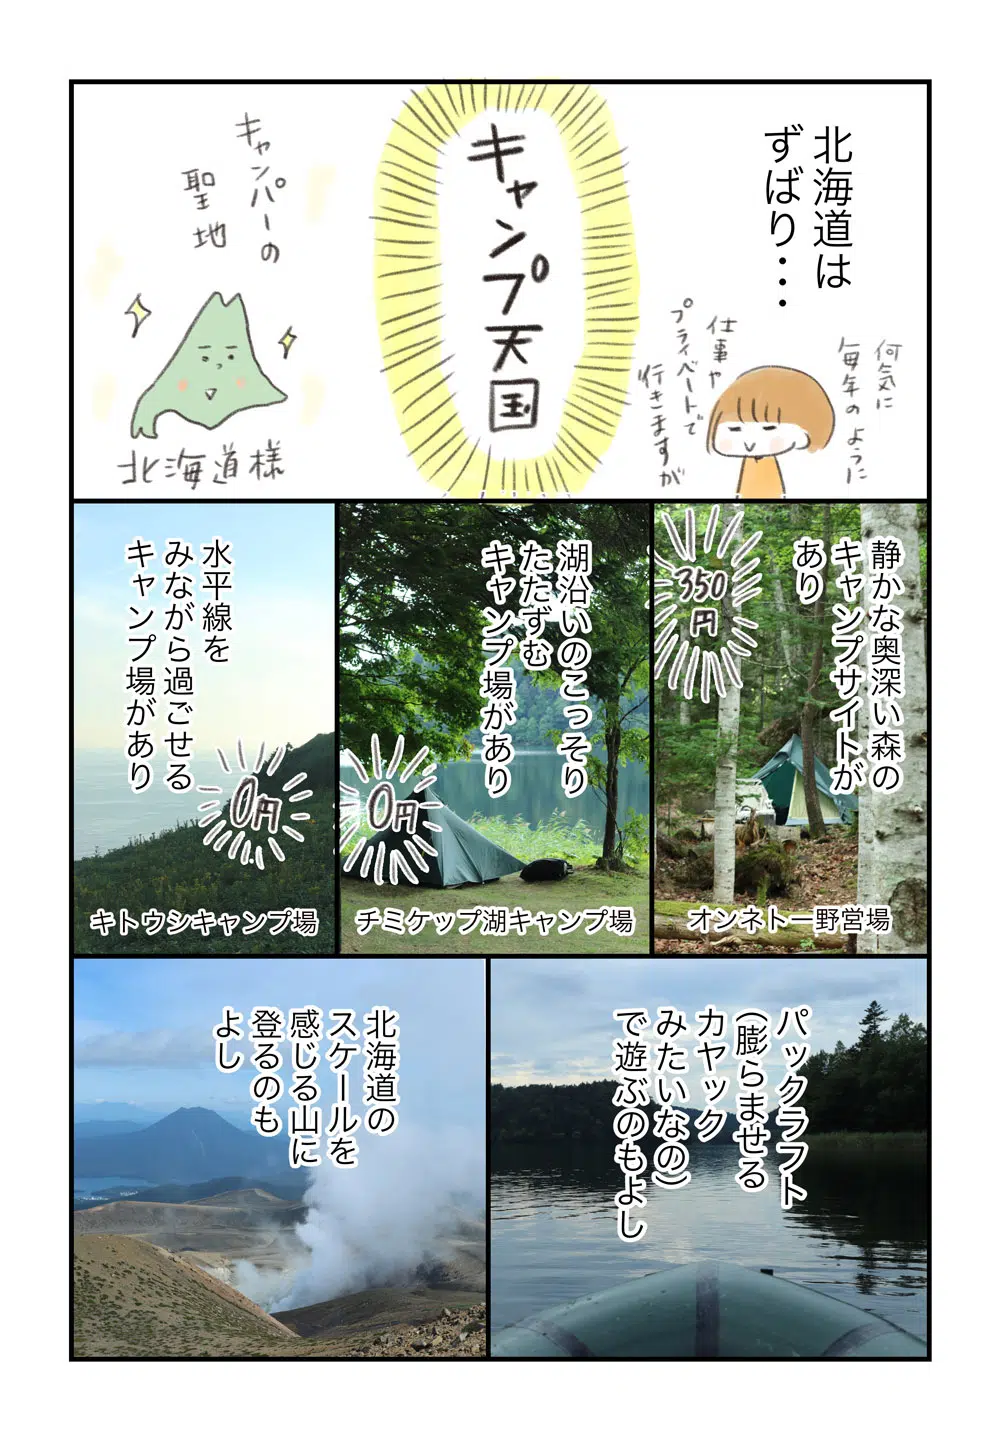 北海道は
ずばり・・・
何気に
毎年のように
仕事や
プライベートで
行きますが
キャンプ天国
キャンパーの
聖地
北海道様
静かな奥深い森の
キャンプサイトが
あり
350
円
オンネトー野営場
湖沿いのこっそり
たたずむ
キャンプ場があり
0円
チミケップ湖キャンプ場
水平線を
みながら過ごせる
キャンプ場があり
0円
キトウシキャンプ場
パックラフト
（膨らませる
カヤック
みたいなの）
で遊ぶのもよし
北海道の
スケールを
感じる山に
登るのも
よし